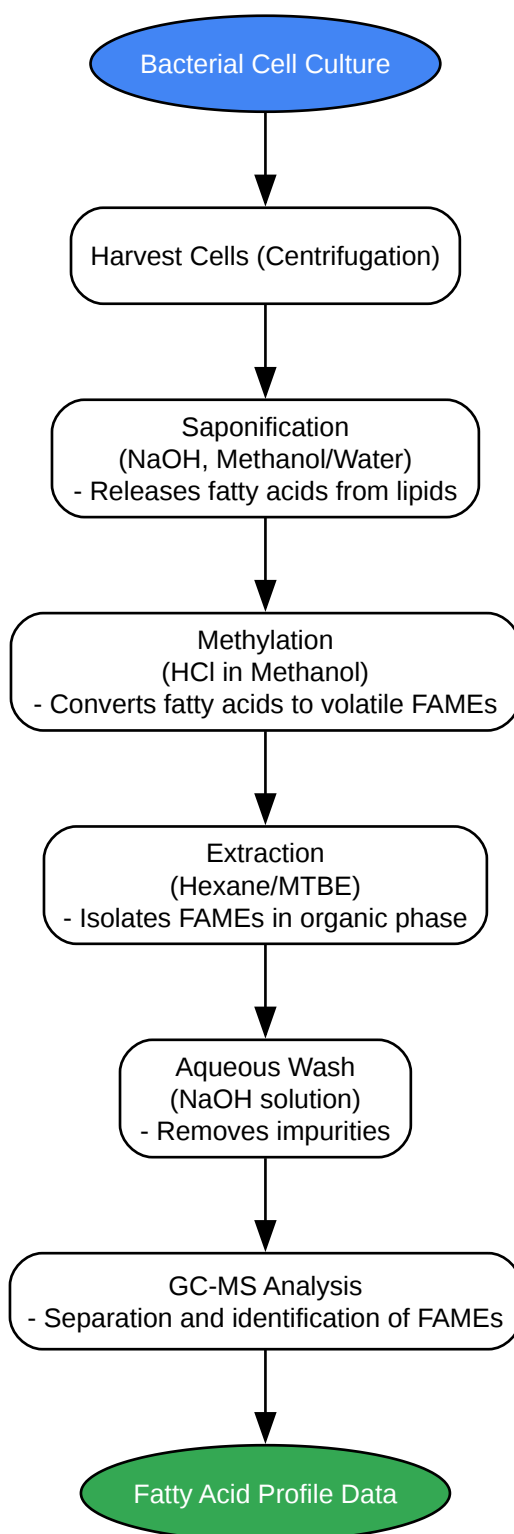 Bacterial Cell Culture
Harvest Cells (Centrifugation)
Saponification
(NaOH, Methanol/Water)
- Releases fatty acids from lipids
Methylation
(HCl in Methanol)
- Converts fatty acids to volatile FAMEs
Extraction
(Hexane/MTBE)
- Isolates FAMEs in organic phase
Aqueous Wash
(NaOH solution)
- Removes impurities
GC-MS Analysis
- Separation and identification of FAMEs
Fatty Acid Profile Data